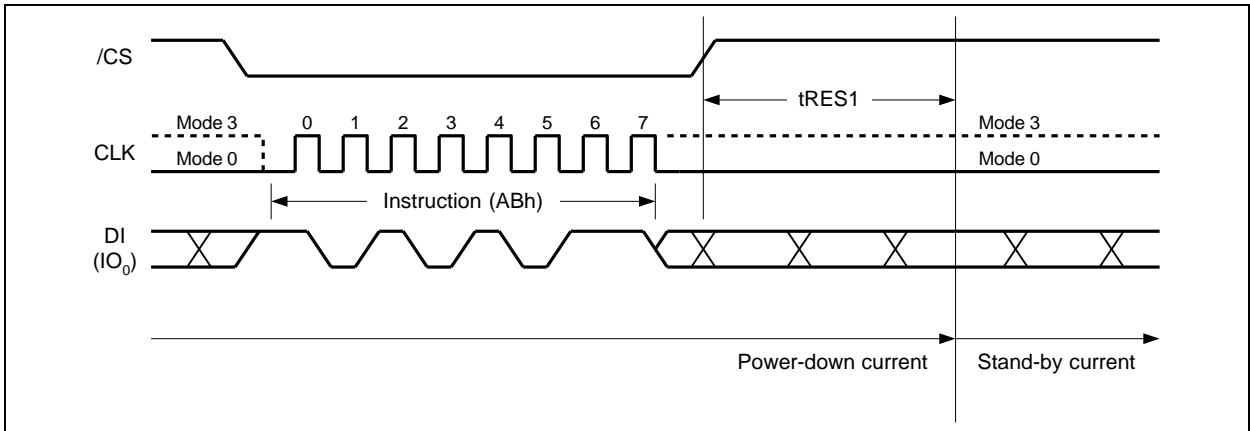 /CS
tRES1
Mode 3 0 1 2 3 4 5 6 7 Mode 3
CLK
Mode 0 Mode 0
Instruction (ABh)
DI
(IO₀)
Power-down current Stand-by current